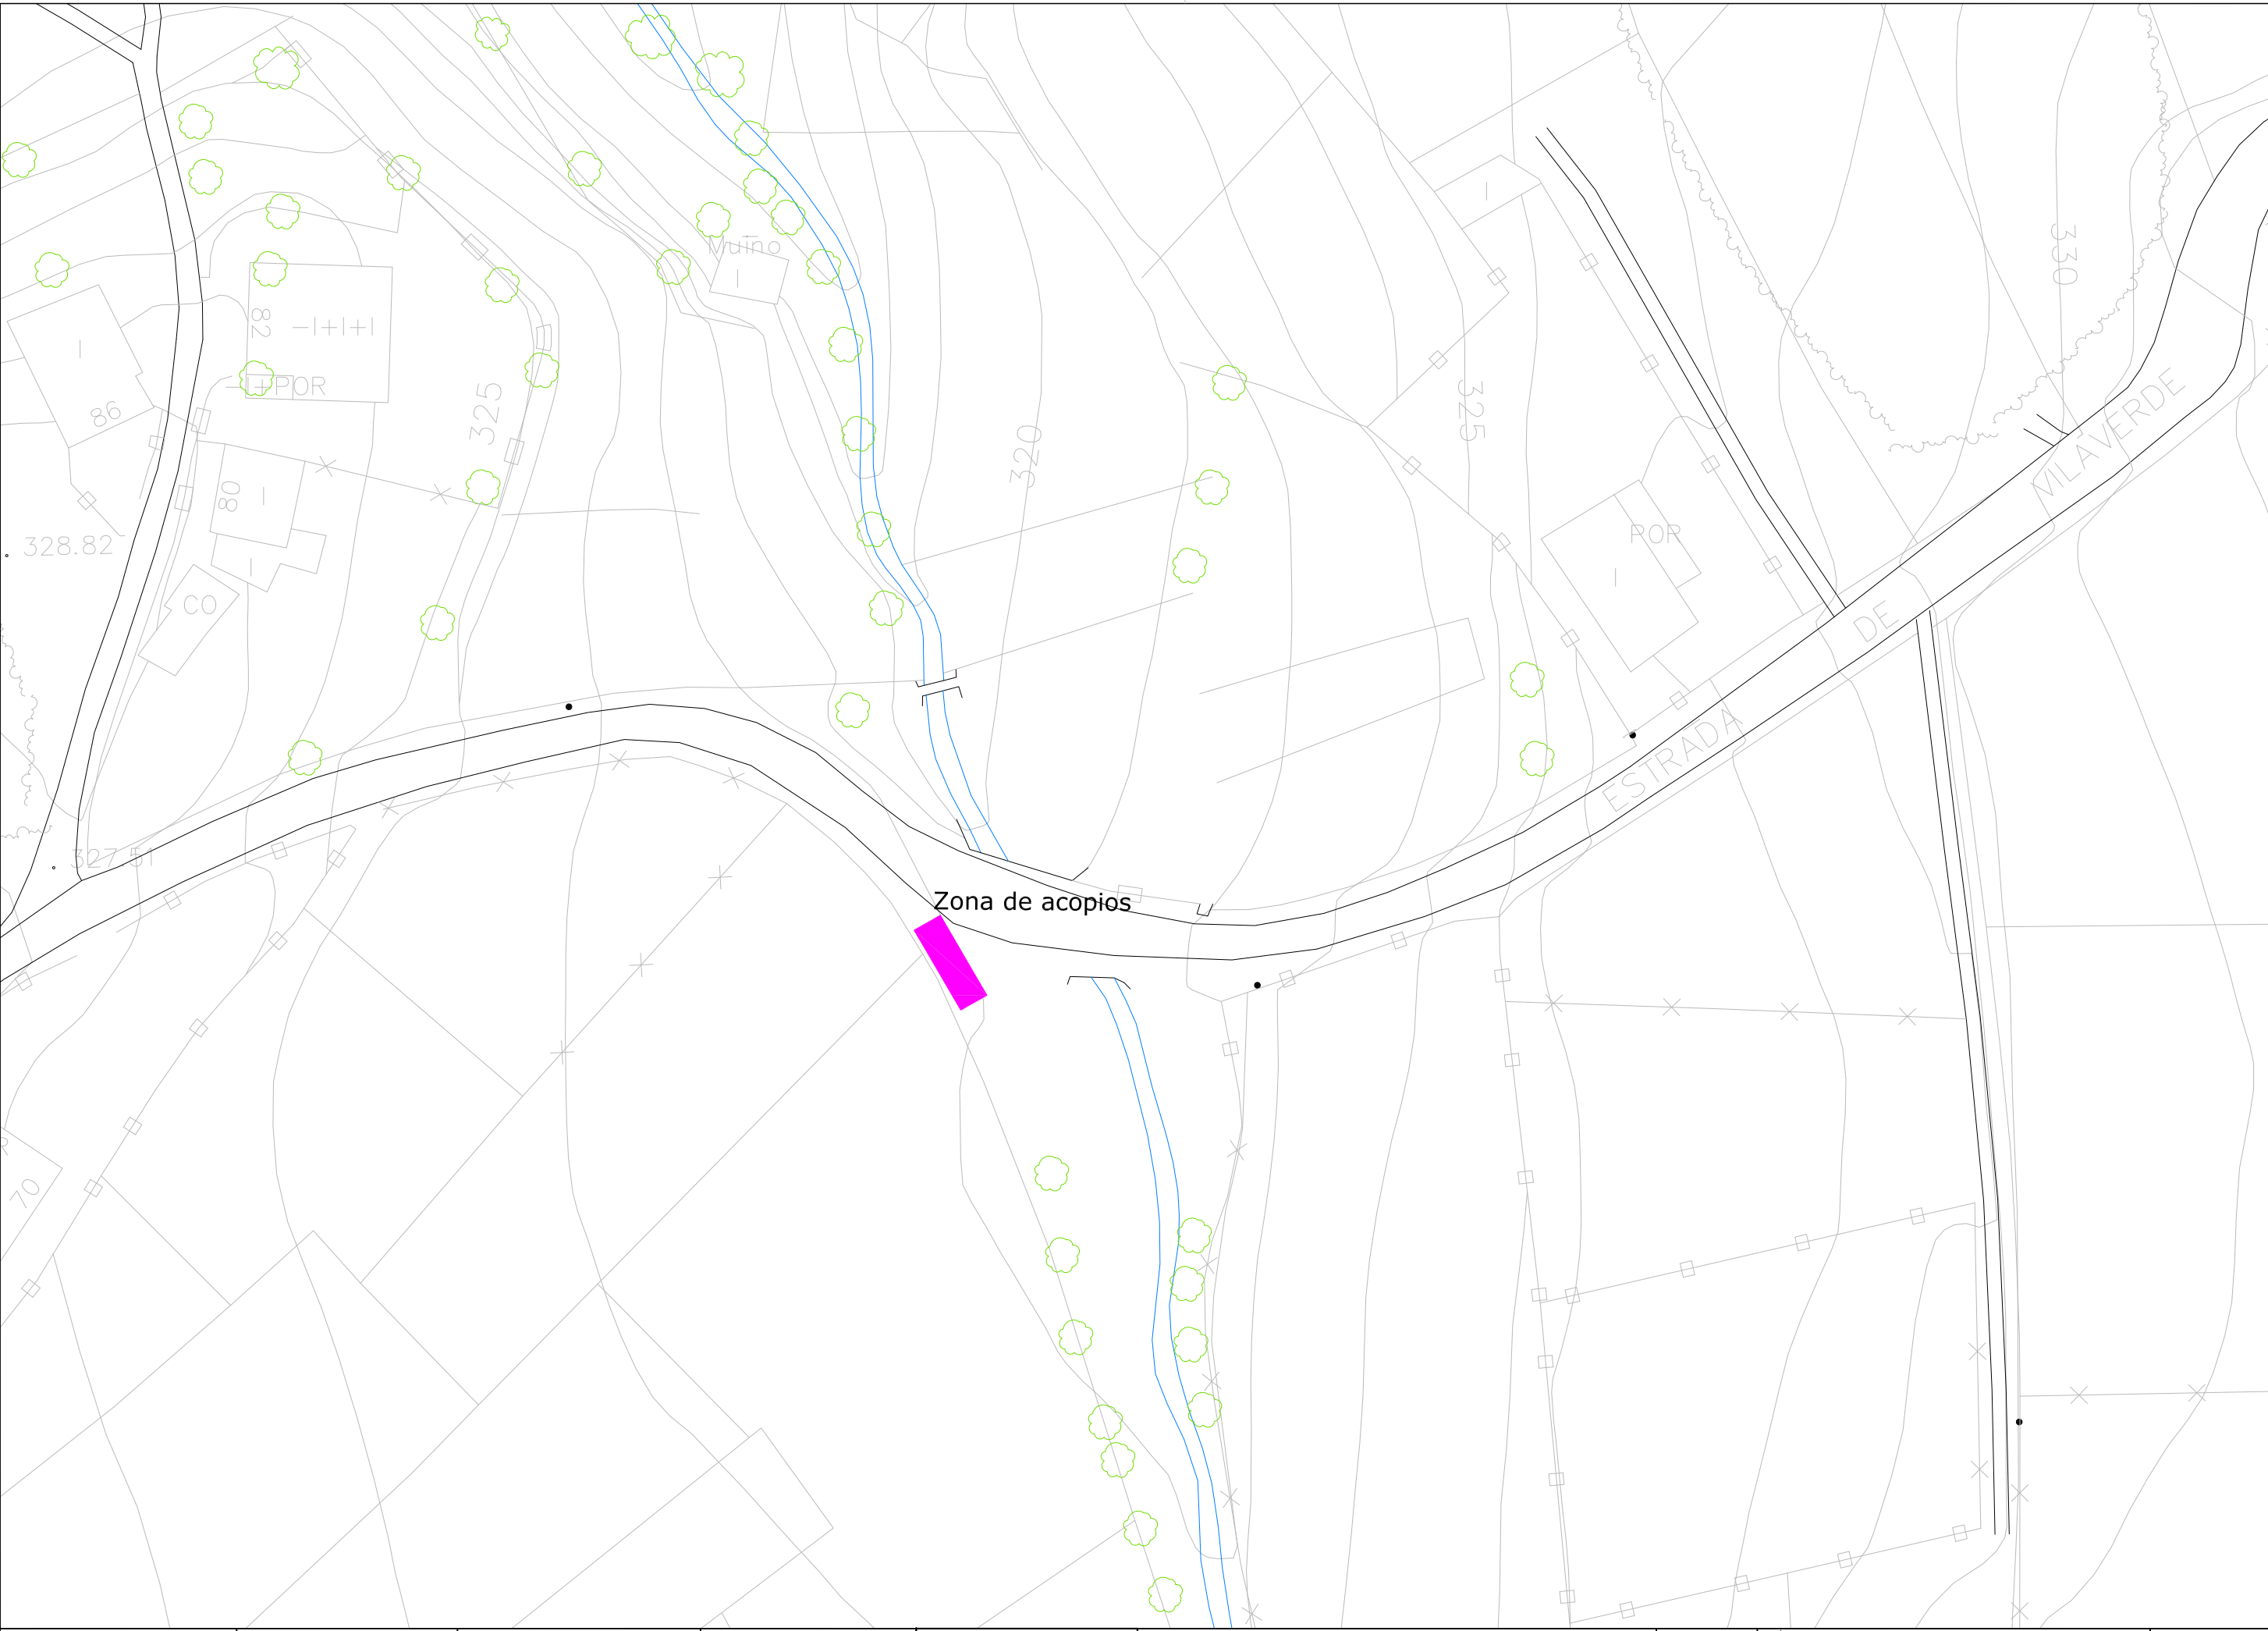 Muíño
330
82
-I+I+I
-I+POR
325
325
86
320
I
80
POR
328.82
CO
ESTRADA DE VILAVERDE
327.51
Zona de acopios
70